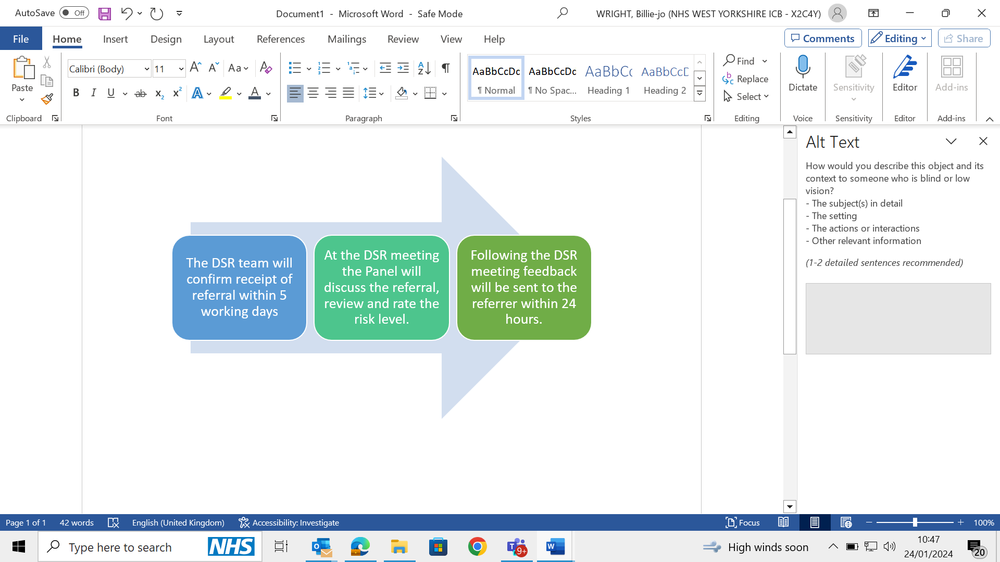 AutoSave Off Document1 - Microsoft Word - Safe Mode WRIGHT, Billie-jo (NHS WEST YORKSHIRE ICB - X2C4Y)
File Home Insert Design Layout References Mailings Review View Help Comments Editing Share
Calibri (Body) 11 Aa
AaBbCcDc AaBbCcDc AaBbCc AaBbCcD
Find
Replace
Select
Paste
B I U ab x2 x2 A A
¶ Normal ¶ No Spac... Heading 1 Heading 2
Dictate Sensitivity Editor Add-ins
Clipboard Font Paragraph Styles Editing Voice Sensitivity Editor Add-ins
The DSR team will
confirm receipt of
referral within 5
working days
At the DSR meeting
the Panel will
discuss the referral,
review and rate the
risk level.
Following the DSR
meeting feedback
will be sent to the
referrer within 24
hours.
Alt Text
How would you describe this object and its
context to someone who is blind or low
vision?
- The subject(s) in detail
- The setting
- The actions or interactions
- Other relevant information
(1-2 detailed sentences recommended)
Page 1 of 1 42 words English (United Kingdom) Accessibility: Investigate Focus 100%
Type here to search NHS 9+ High winds soon 10:47
24/01/2024 20